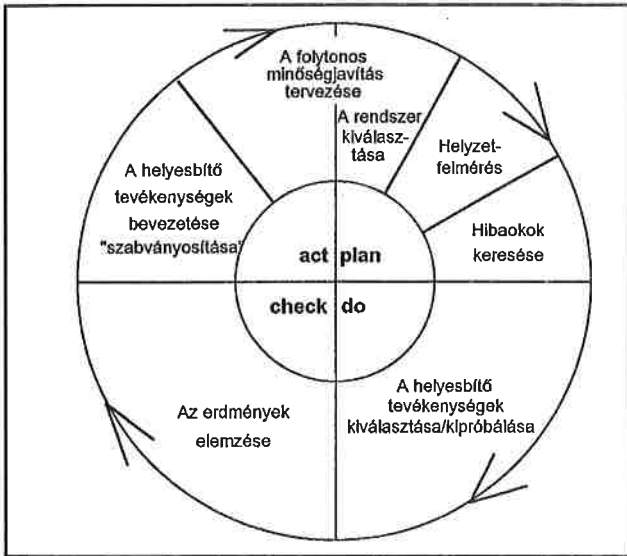 A folytonos
minőségjavítás
tervezése
A rendszer
kiválasz-
tása
Helyzet-
felmérés
Hibaokok
keresése
A helyesbítő
tevékenységek
bevezetése
"szabványosítása"
act plan
check do
A helyesbítő
tevékenységek
kiválasztása/kipróbálása
Az erdmények
elemzése